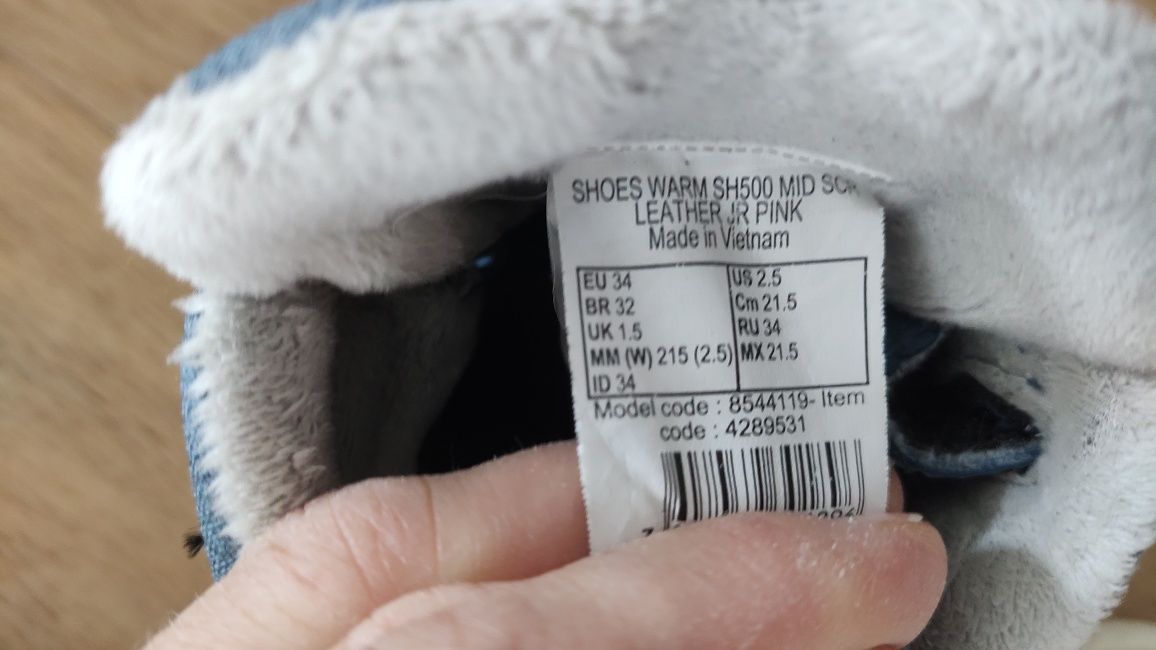 SHOES WARM SH500 MID
LEATHER JR PINK
Made in Vietnam
EU 34
BR 32
UK 1.5
MM (W) 215 (2.5)
ID 34
US 2.5
Cm 21.5
RU 34
MX 21.5
Model code : 8544119- Item
code : 4289531